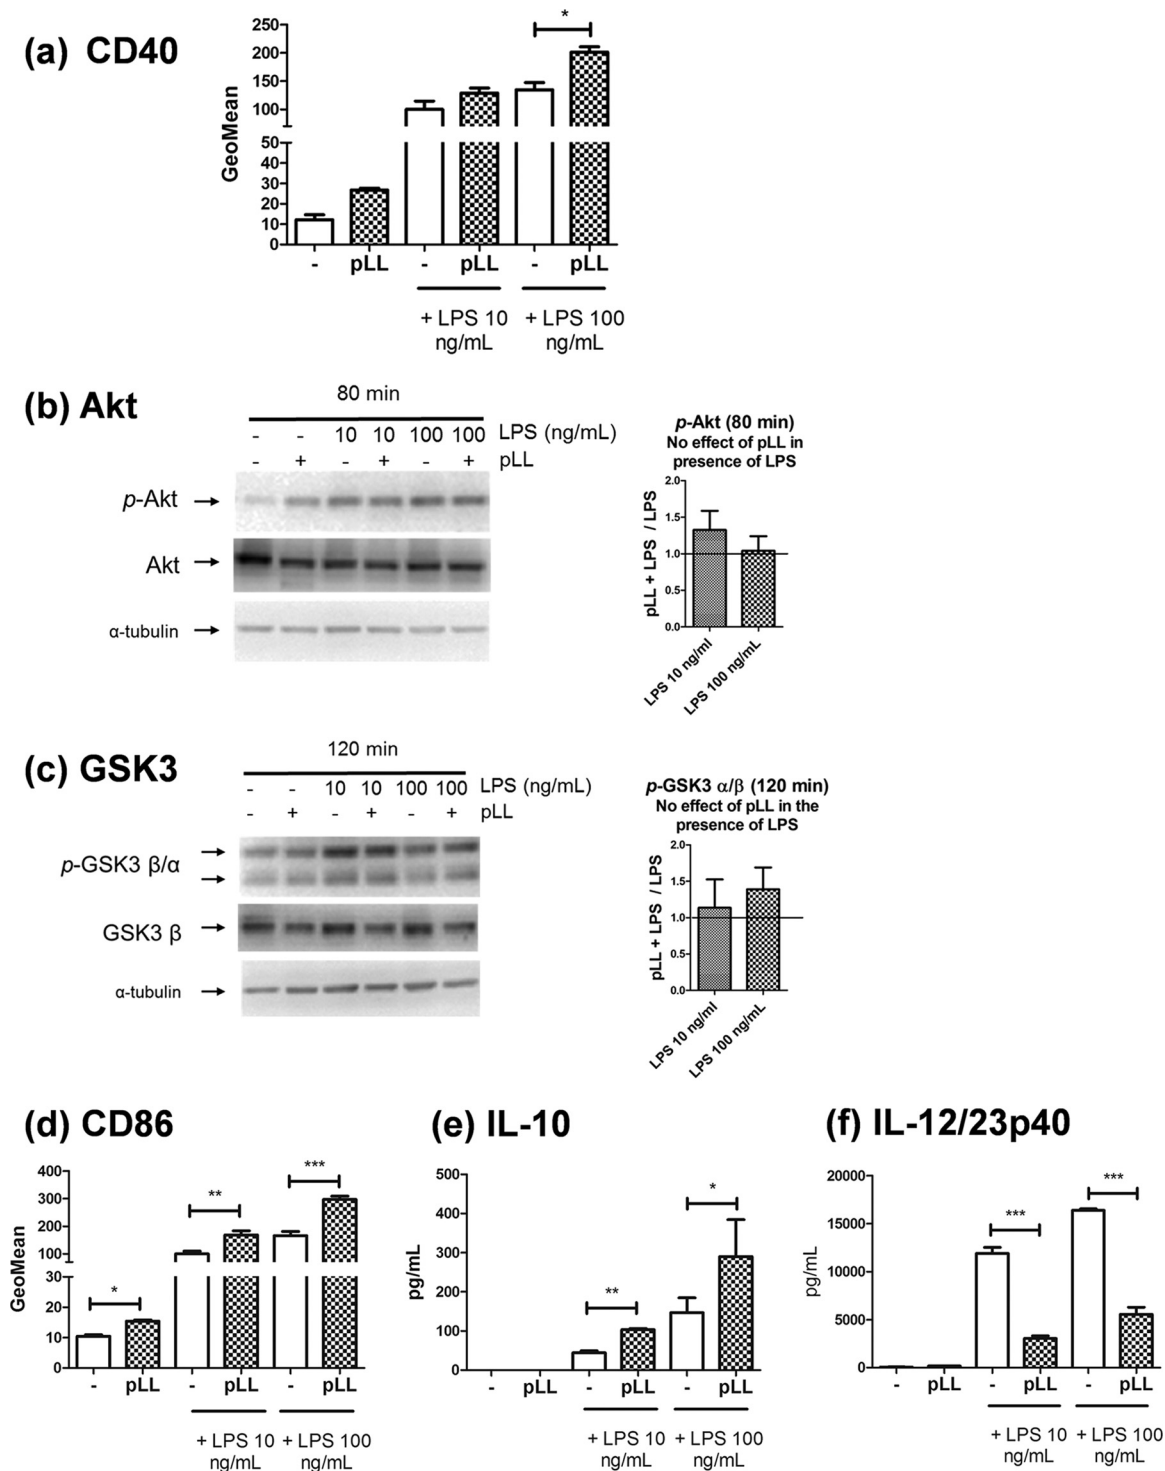 (a) CD40
*
GeoMean
250
200
150
100
50
40
30
20
10
0
- pLL - pLL - pLL
+ LPS 10 + LPS 100
ng/mL ng/mL
(b) Akt
80 min
- - 10 10 100 100 LPS (ng/mL)
- + - + - + pLL
p-Akt
Akt
α-tubulin
p-Akt (80 min)
No effect of pLL in
presence of LPS
pLL + LPS / LPS
2.0
1.5
1.0
0.5
0.0
LPS 10 ng/ml
LPS 100 ng/mL
(c) GSK3
120 min
- - 10 10 100 100 LPS (ng/mL)
- + - + - + pLL
p-GSK3 β/α
GSK3 β
α-tubulin
p-GSK3 α/β (120 min)
No effect of pLL in the
presence of LPS
pLL + LPS / LPS
2.0
1.5
1.0
0.5
0.0
LPS 10 ng/ml
LPS 100 ng/mL
(d) CD86
* ** ***
GeoMean
400
300
200
100
30
20
10
0
- pLL - pLL - pLL
+ LPS 10 + LPS 100
ng/mL ng/mL
(e) IL-10
** *
pg/mL
500
400
300
200
100
0
- pLL - pLL - pLL
+ LPS 10 + LPS 100
ng/mL ng/mL
(f) IL-12/23p40
*** ***
pg/mL
20000
15000
10000
5000
0
- pLL - pLL - pLL
+ LPS 10 + LPS 100
ng/mL ng/mL